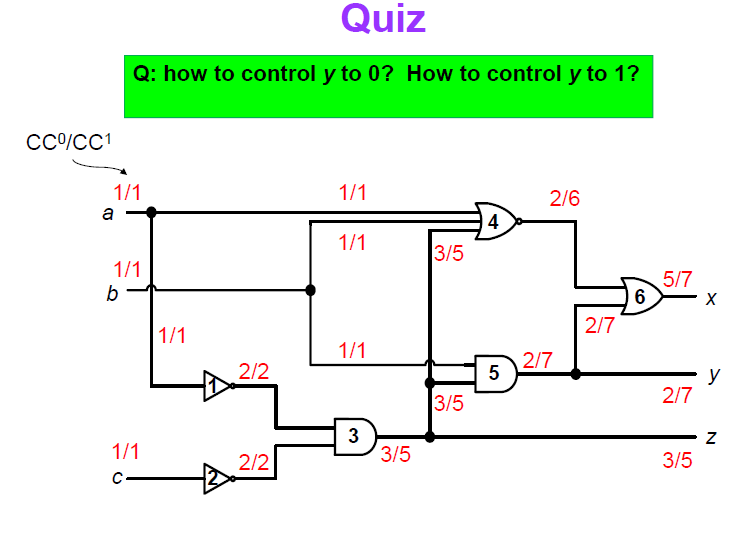 Quiz
Q: how to control y to 0? How to control y to 1?
CC⁰/CC¹
1/1
a
1/1
2/6
4
1/1
3/5
1/1
b
5/7
6
x
2/7
1/1
1/1
2/7
5
y
2/7
2/2
1
3/5
3
3/5
z
3/5
1/1
c
2/2
2